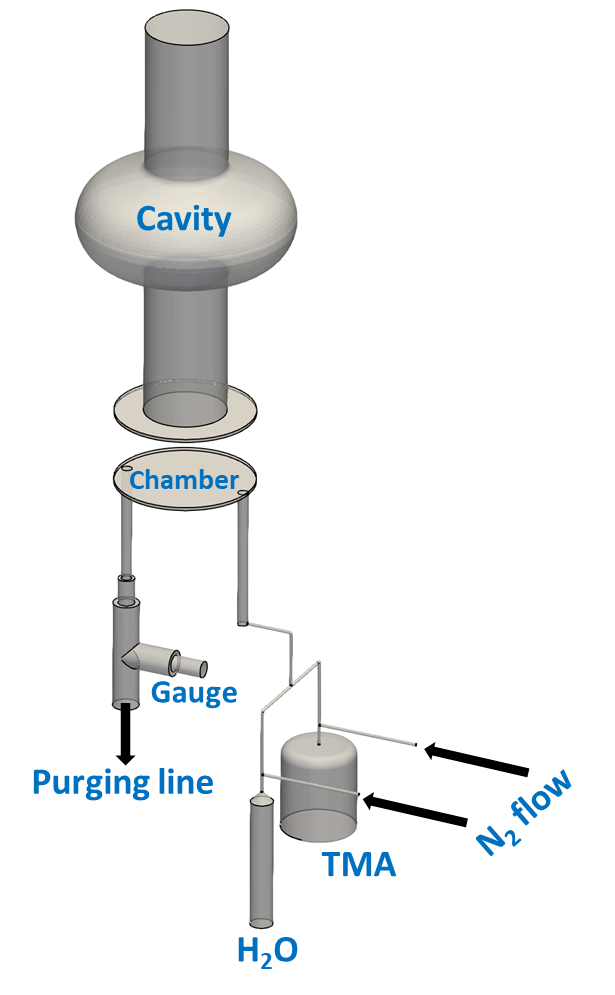 Cavity
Chamber
Gauge
Purging line
N₂ flow
TMA
H₂O